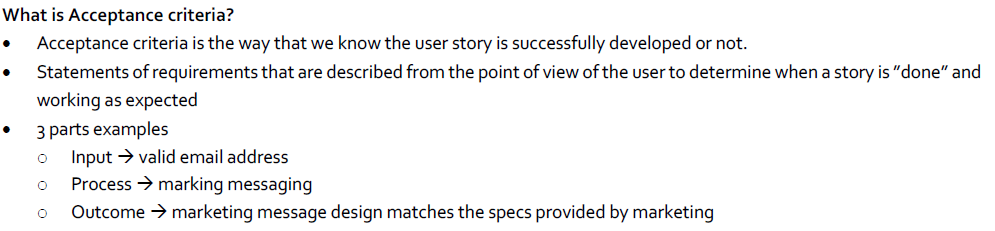 What is Acceptance criteria?
• Acceptance criteria is the way that we know the user story is successfully developed or not.
• Statements of requirements that are described from the point of view of the user to determine when a story is “done” and
working as expected
• 3 parts examples
○ Input → valid email address
○ Process → marking messaging
○ Outcome → marketing message design matches the specs provided by marketing